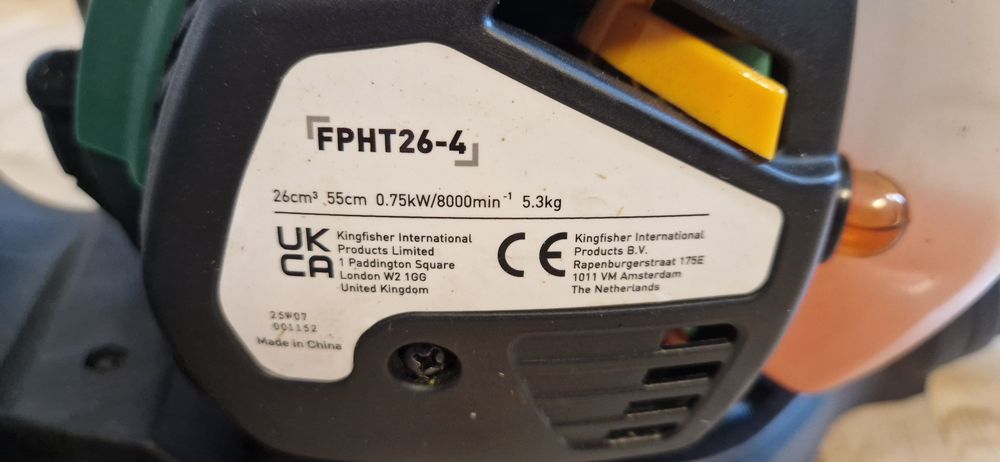 FPHT26-4
26cm³ 55cm 0.75kW/8000min⁻¹ 5.3kg
UK
CA
Kingfisher International
Products Limited
1 Paddington Square
London W2 1GG
United Kingdom
CE
Kingfisher International
Products B.V.
Rapenburgerstraat 175E
1011 VM Amsterdam
The Netherlands
25W07
001152
Made in China